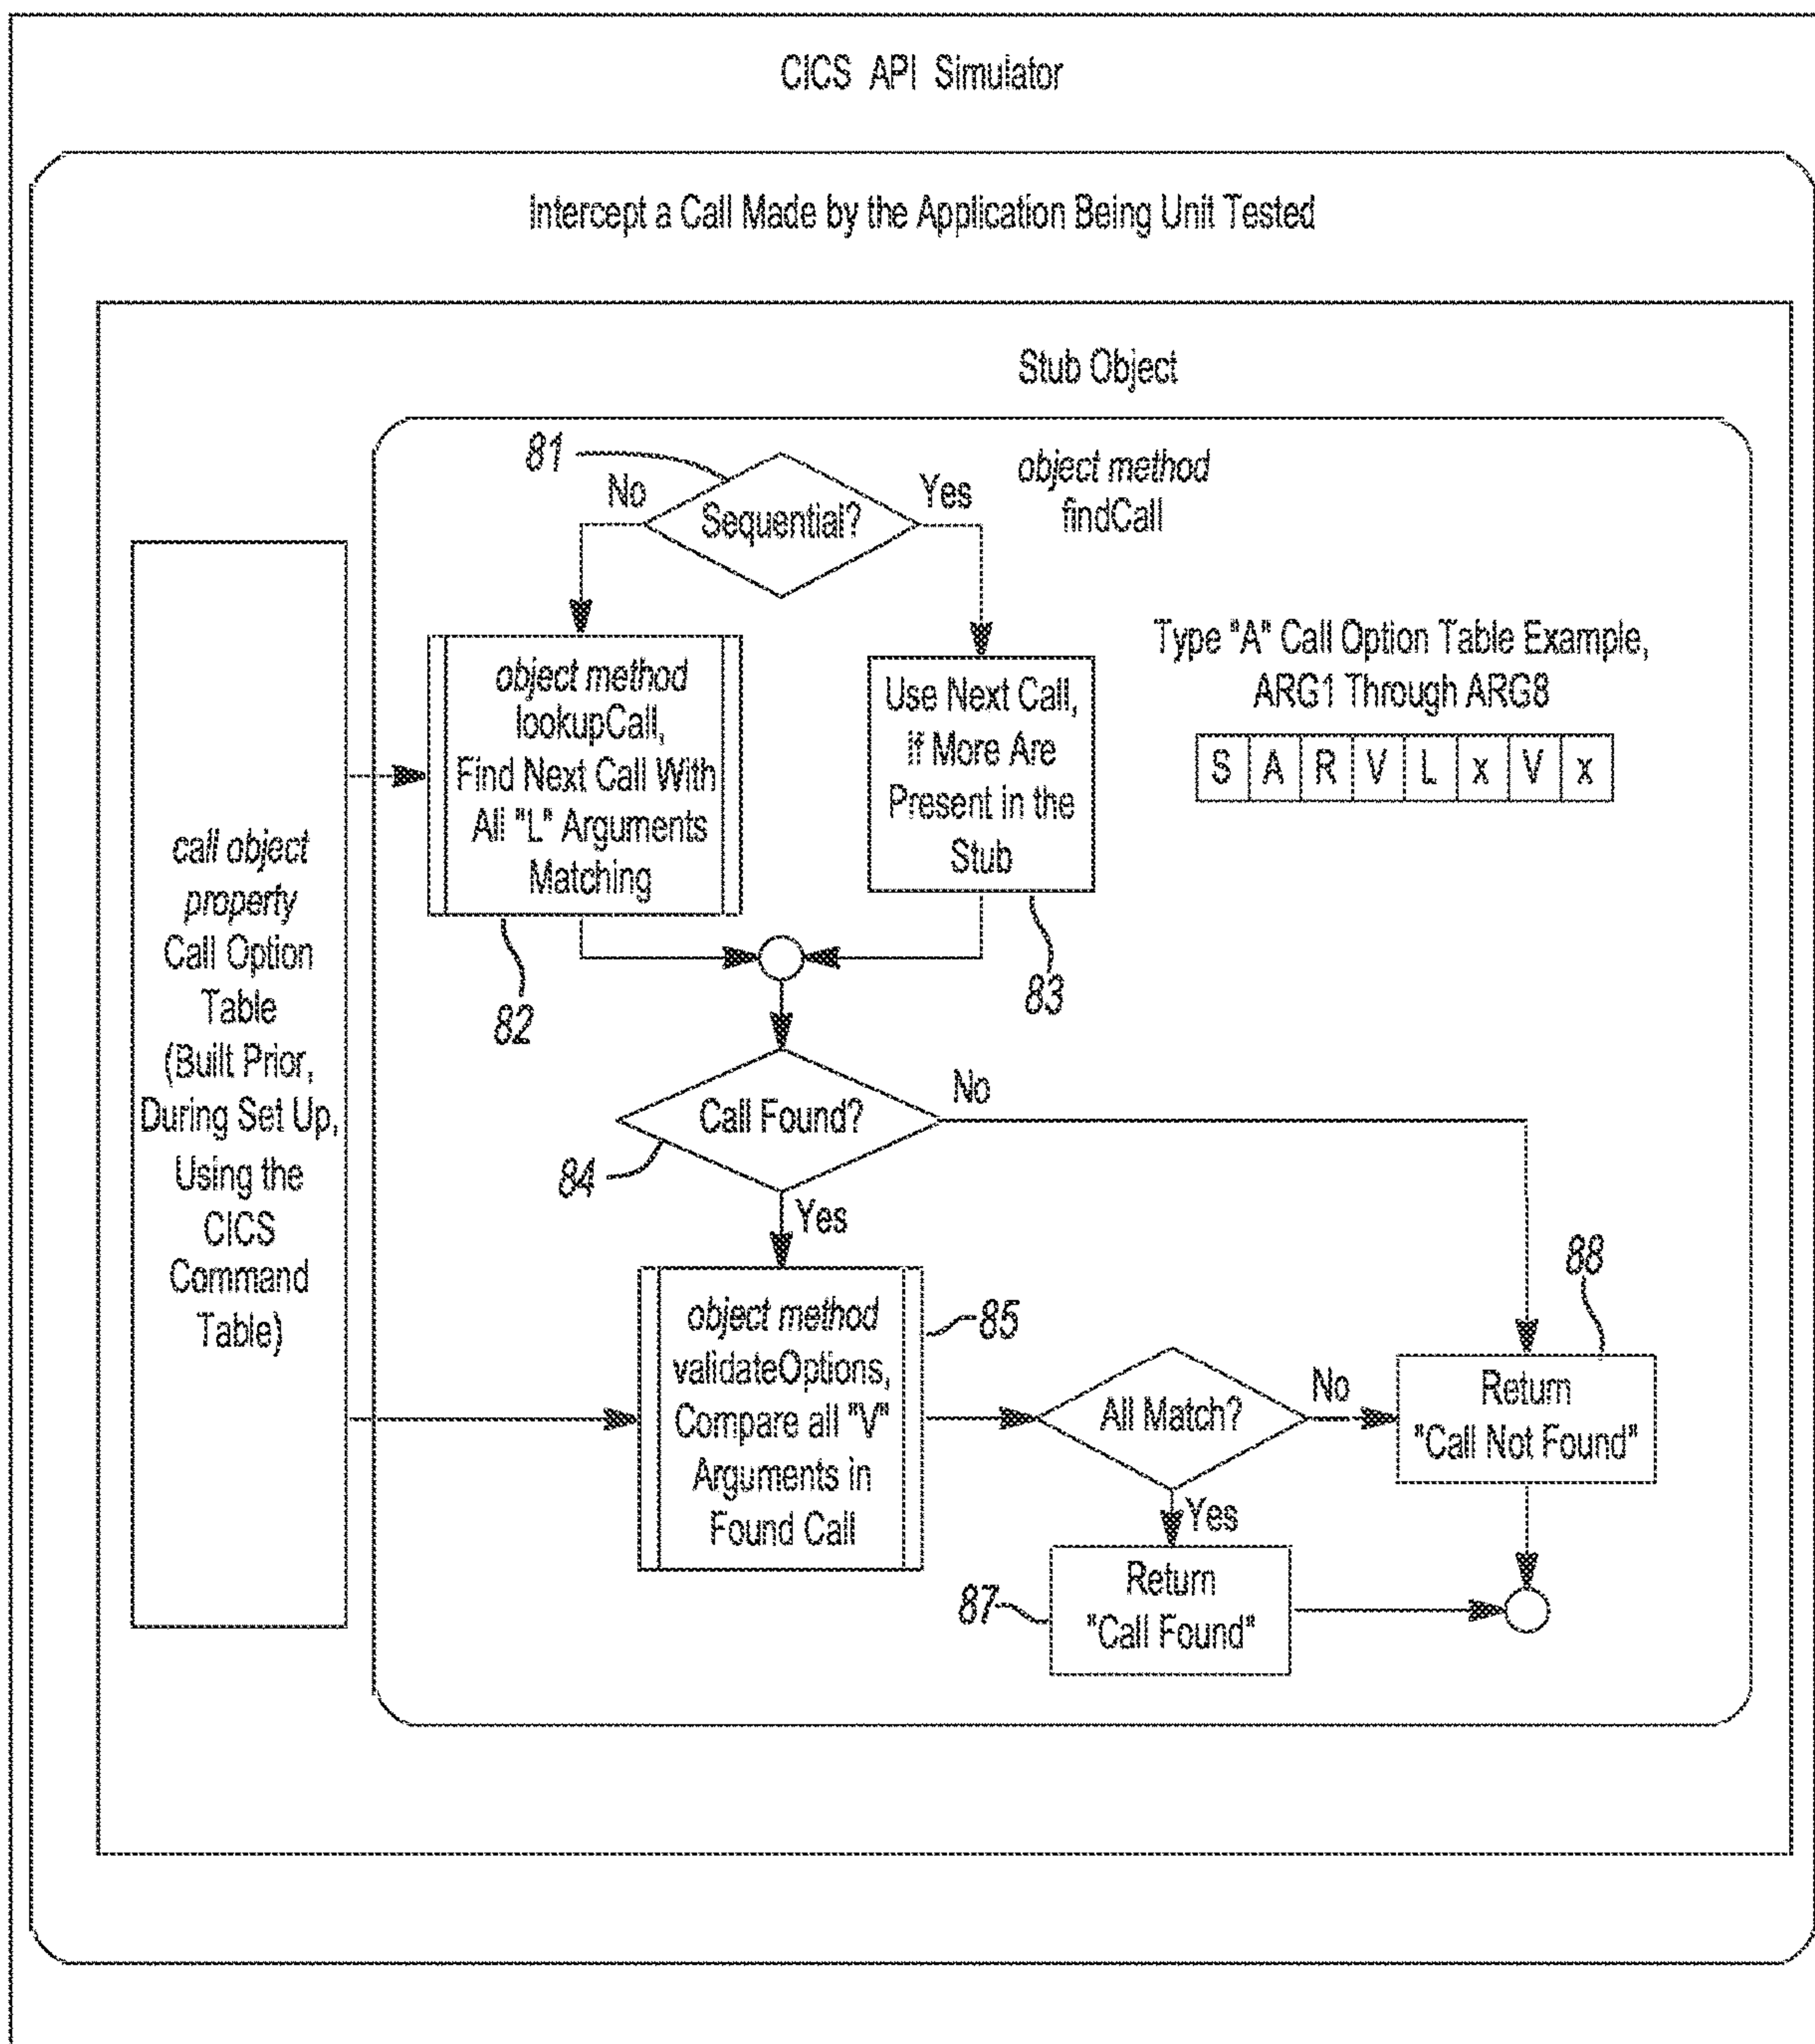 CICS API Simulator
Intercept a Call Made by the Application Being Unit Tested
Stub Object
81
No
Sequential?
Yes
object method
findCall
object method
lookupCall,
Find Next Call With
All "L" Arguments
Matching
82
Use Next Call,
if More Are
Present in the
Stub
83
Type "A" Call Option Table Example,
ARG1 Through ARG8
S A R V L x V x
call object
property
Call Option
Table
(Built Prior,
During Set Up,
Using the
CICS
Command
Table)
Call Found?
No
84
Yes
object method
validateOptions,
Compare all "V"
Arguments in
Found Call
85
All Match?
No
Yes
88
Return
"Call Not Found"
87
Return
"Call Found"